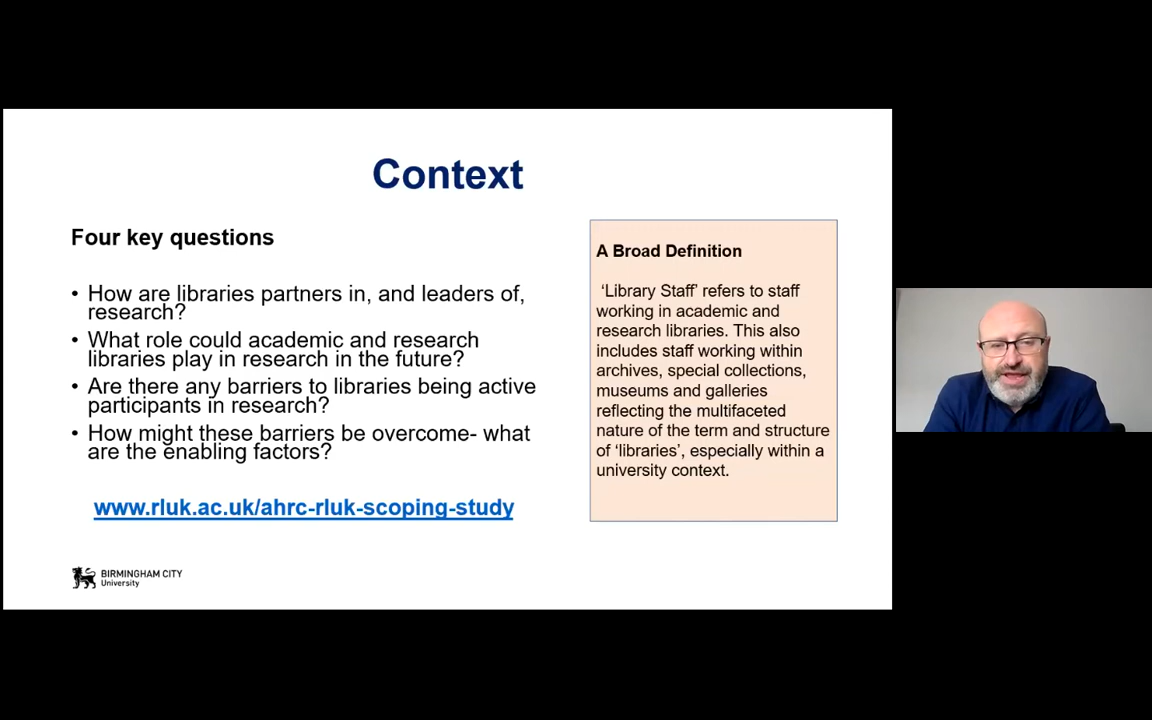 Context
Four key questions
• How are libraries partners in, and leaders of,
research?
• What role could academic and research
libraries play in research in the future?
• Are there any barriers to libraries being active
participants in research?
• How might these barriers be overcome- what
are the enabling factors?
www.rluk.ac.uk/ahrc-rluk-scoping-study
A Broad Definition
‘Library Staff’ refers to staff
working in academic and
research libraries. This also
includes staff working within
archives, special collections,
museums and galleries
reflecting the multifaceted
nature of the term and structure
of ‘libraries’, especially within a
university context.
BIRMINGHAM CITY
University